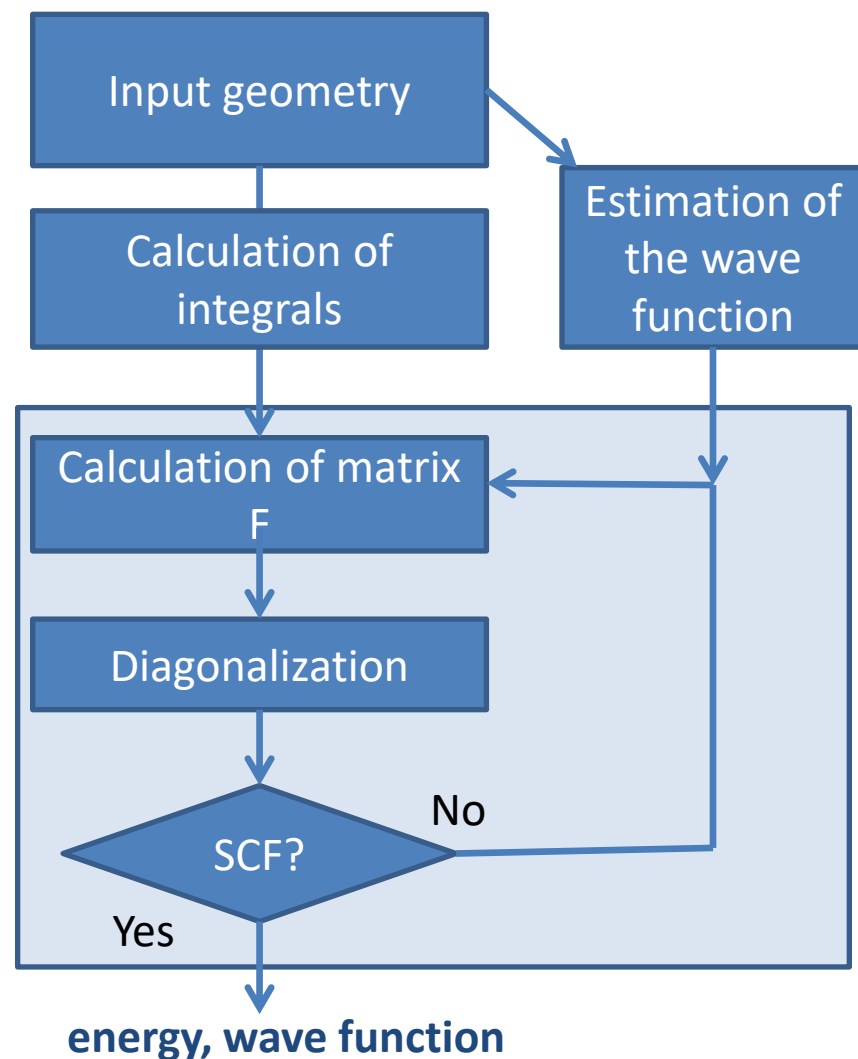 Input geometry
Estimation of
the wave
function
Calculation of
integrals
Calculation of matrix
F
Diagonalization
No
SCF?
Yes
energy, wave function